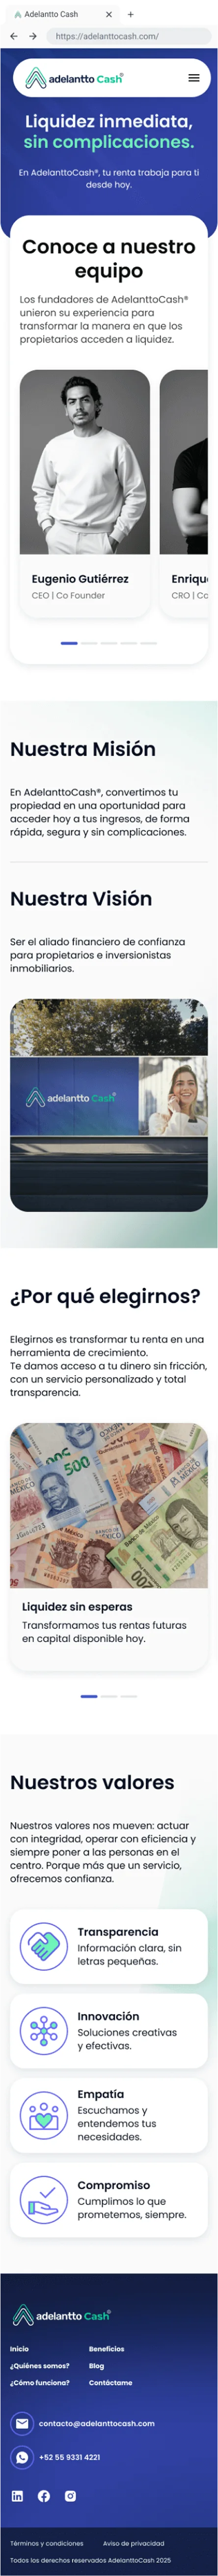 Adelantto Cash
https://adelanttocash.com/
adelantto Cash®
Liquidez inmediata,
sin complicaciones.
En AdelanttoCash®, tu renta trabaja para ti
desde hoy.
Conoce a nuestro
equipo
Los fundadores de AdelanttoCash®
unieron su experiencia para
transformar la manera en que los
propietarios acceden a liquidez.
Eugenio Gutiérrez
CEO | Co Founder
Enriqu
CRO | Co
Nuestra Misión
En AdelanttoCash®, convertimos tu
propiedad en una oportunidad para
acceder hoy a tus ingresos, de forma
rápida, segura y sin complicaciones.
Nuestra Visión
Ser el aliado financiero de confianza
para propietarios e inversionistas
inmobiliarios.
adelantto Cash®
¿Por qué elegirnos?
Elegirnos es transformar tu renta en una
herramienta de crecimiento.
Te damos acceso a tu dinero sin fricción,
con un servicio personalizado y total
transparencia.
500
MÉXICO
Liquidez sin esperas
Transformamos tus rentas futuras
en capital disponible hoy.
Nuestros valores
Nuestros valores nos mueven: actuar
con integridad, operar con eficiencia y
siempre poner a las personas en el
centro. Porque más que un servicio,
ofrecemos confianza.
Transparencia
Información clara, sin
letras pequeñas.
Innovación
Soluciones creativas
y efectivas.
Empatía
Escuchamos y
entendemos tus
necesidades.
Compromiso
Cumplimos lo que
prometemos, siempre.
adelantto Cash®
Inicio
Beneficios
¿Quiénes somos?
Blog
¿Cómo funciona?
Contáctame
contacto@adelanttocash.com
+52 55 9331 4221
Términos y condiciones
Aviso de privacidad
Todos los derechos reservados AdelanttoCash 2025